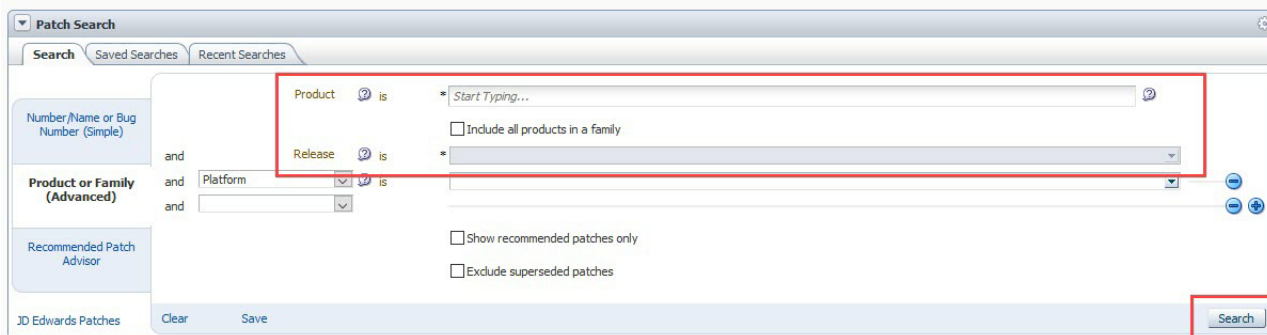 Patch Search
Search Saved Searches Recent Searches
Product is * Start Typing...
Number/Name or Bug
Number (Simple)
Include all products in a family
and Release is *
Product or Family
(Advanced)
and Platform is
and
Show recommended patches only
Recommended Patch
Advisor
Exclude superseded patches
JD Edwards Patches
Clear Save Search